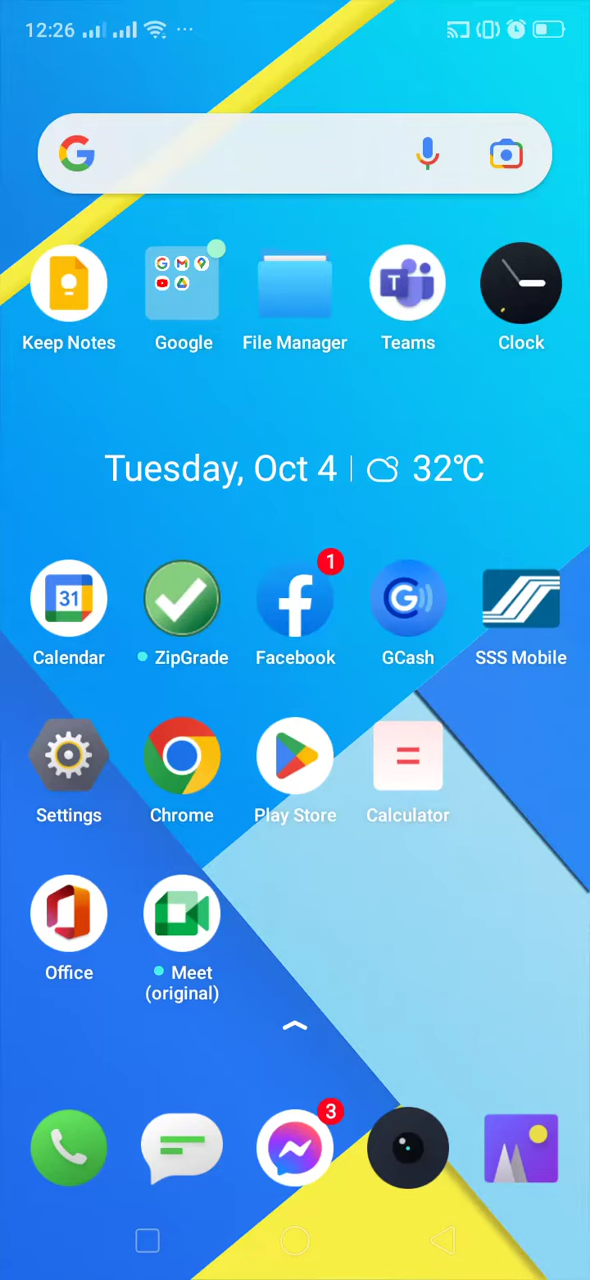 12:26
Keep Notes
Google
File Manager
Teams
Clock
Tuesday, Oct 4 | 32°C
31
Calendar
ZipGrade
1
Facebook
GCash
SSS Mobile
Settings
Chrome
Play Store
Calculator
Office
Meet
(original)
3